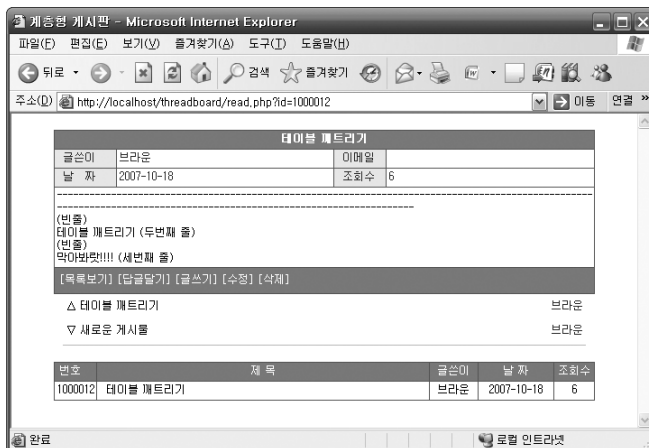 계층형 게시판 - Microsoft Internet Explorer
파일(F) 편집(E) 보기(V) 즐겨찾기(A) 도구(T) 도움말(H)
뒤로 검색 즐겨찾기
주소(D) http://localhost/threadboard/read.php?id=1000012 이동 연결 »
테이블 깨트리기
글쓴이 브라운 이메일
날 짜 2007-10-18 조회수 6
(빈줄)
테이블 깨트리기 (두번째 줄)
(빈줄)
막아봐랏!!!! (세번째 줄)
[목록보기] [답글달기] [글쓰기] [수정] [삭제]
△ 테이블 깨트리기 브라운
▽ 새로운 게시물 브라운
번호 제 목 글쓴이 날 짜 조회수
1000012 테이블 깨트리기 브라운 2007-10-18 6
완료 로컬 인트라넷